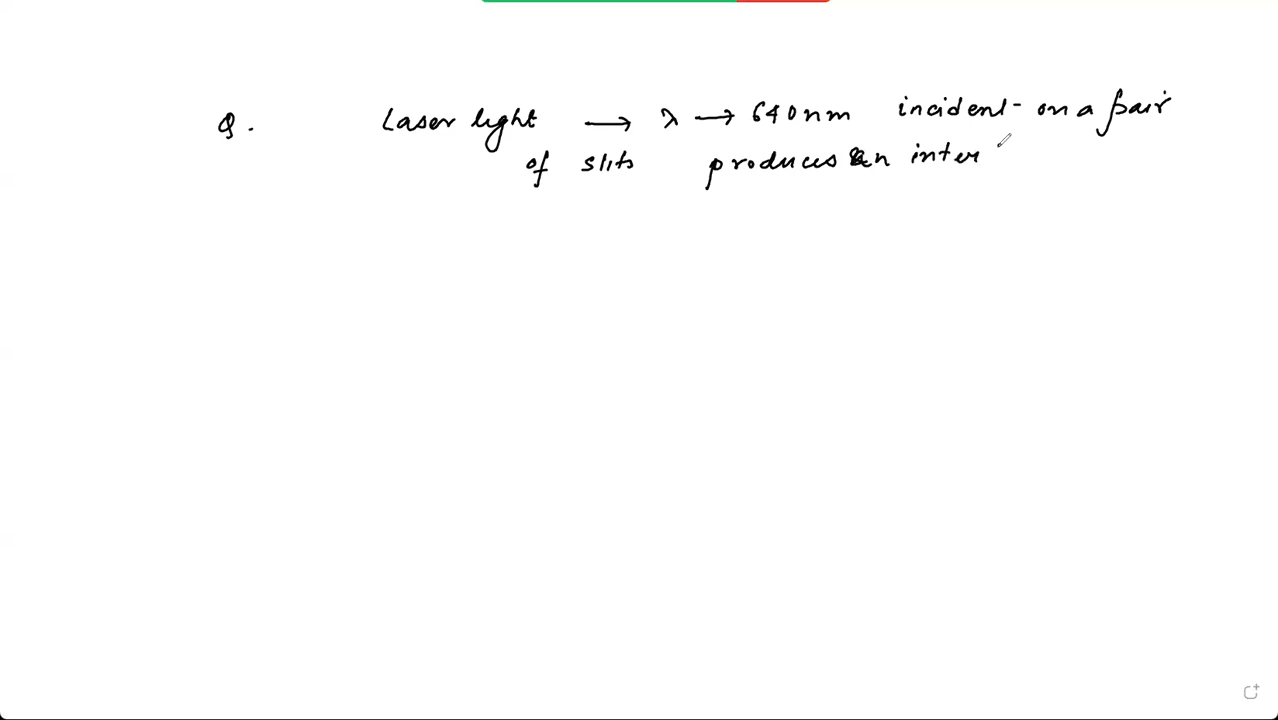 Q. Laser light → λ → 640nm incident on a pair
of slits produces an inter